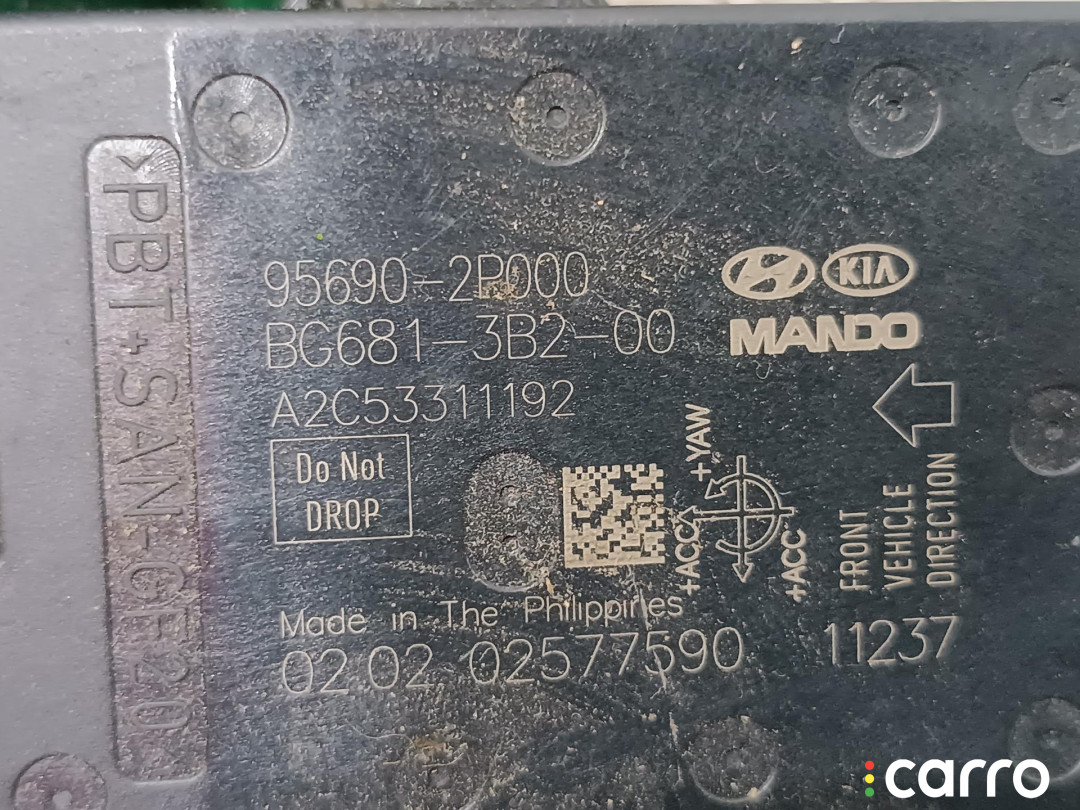 >PBT+SAN-GF20<
95690-2P000
BG681-3B2-00
A2C53311192
KIA
MANDO
Do Not
DROP
+YAW
+ACC
+ACC
FRONT
VEHICLE
DIRECTION
Made in The Philippines
02 02 02577590 11237
carro